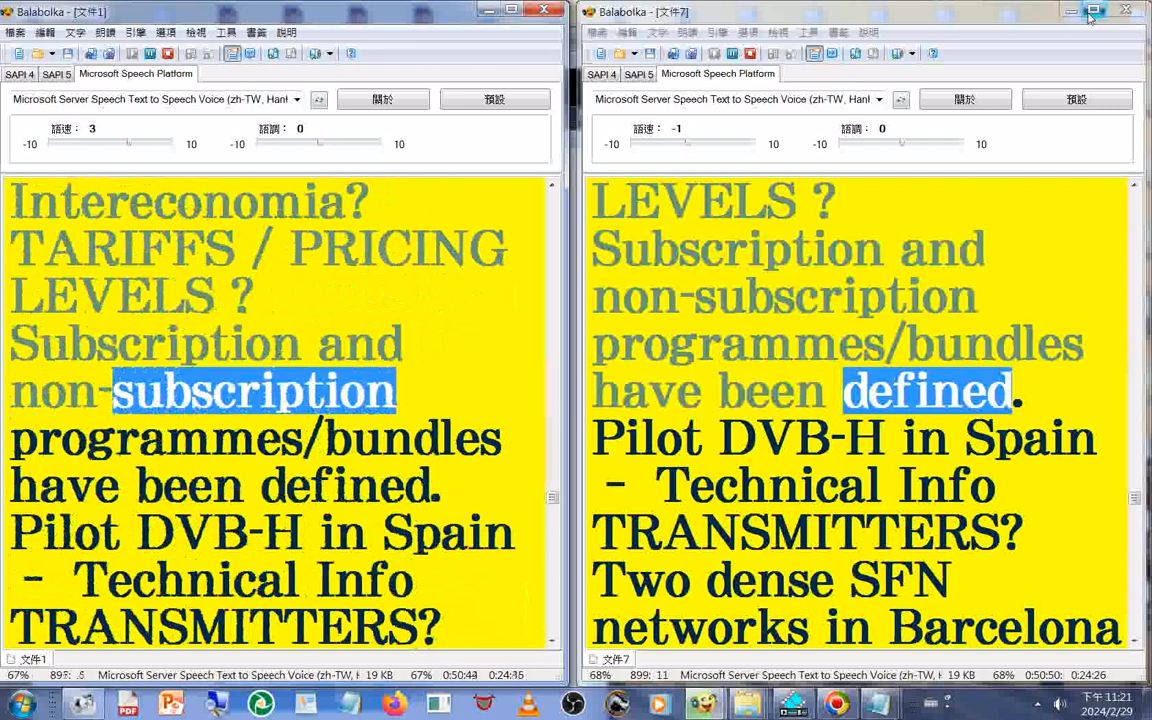 Balabolka - [文件1]
檔案 編輯 文字 朗讀 引擎 選項 檢視 工具 書籤 說明
SAPI 4 SAPI 5 Microsoft Speech Platform
Microsoft Server Speech Text to Speech Voice (zh-TW, Hanl
關於 預設
語速： 3 語調： 0
-10 10 -10 10
Intereconomia?
TARIFFS / PRICING
LEVELS ?
Subscription and
non-subscription
programmes/bundles
have been defined.
Pilot DVB-H in Spain
– Technical Info
TRANSMITTERS?
文件1
67% Microsoft Server Speech Text to Speech Voice (zh-TW, 19 KB 67% 0:24:35
Balabolka - [文件7]
檔案 編輯 文字 朗讀 引擎 選項 檢視 工具 書籤 說明
SAPI 4 SAPI 5 Microsoft Speech Platform
Microsoft Server Speech Text to Speech Voice (zh-TW, Hanl
關於 預設
語速： -1 語調： 0
-10 10 -10 10
LEVELS ?
Subscription and
non-subscription
programmes/bundles
have been defined.
Pilot DVB-H in Spain
– Technical Info
TRANSMITTERS?
Two dense SFN
networks in Barcelona
文件7
68% 899: 11 Microsoft Server Speech Text to Speech Voice (zh-TW, 19 KB 68% 0:50:50: 0:24:26
下午 11:21
2024/2/29